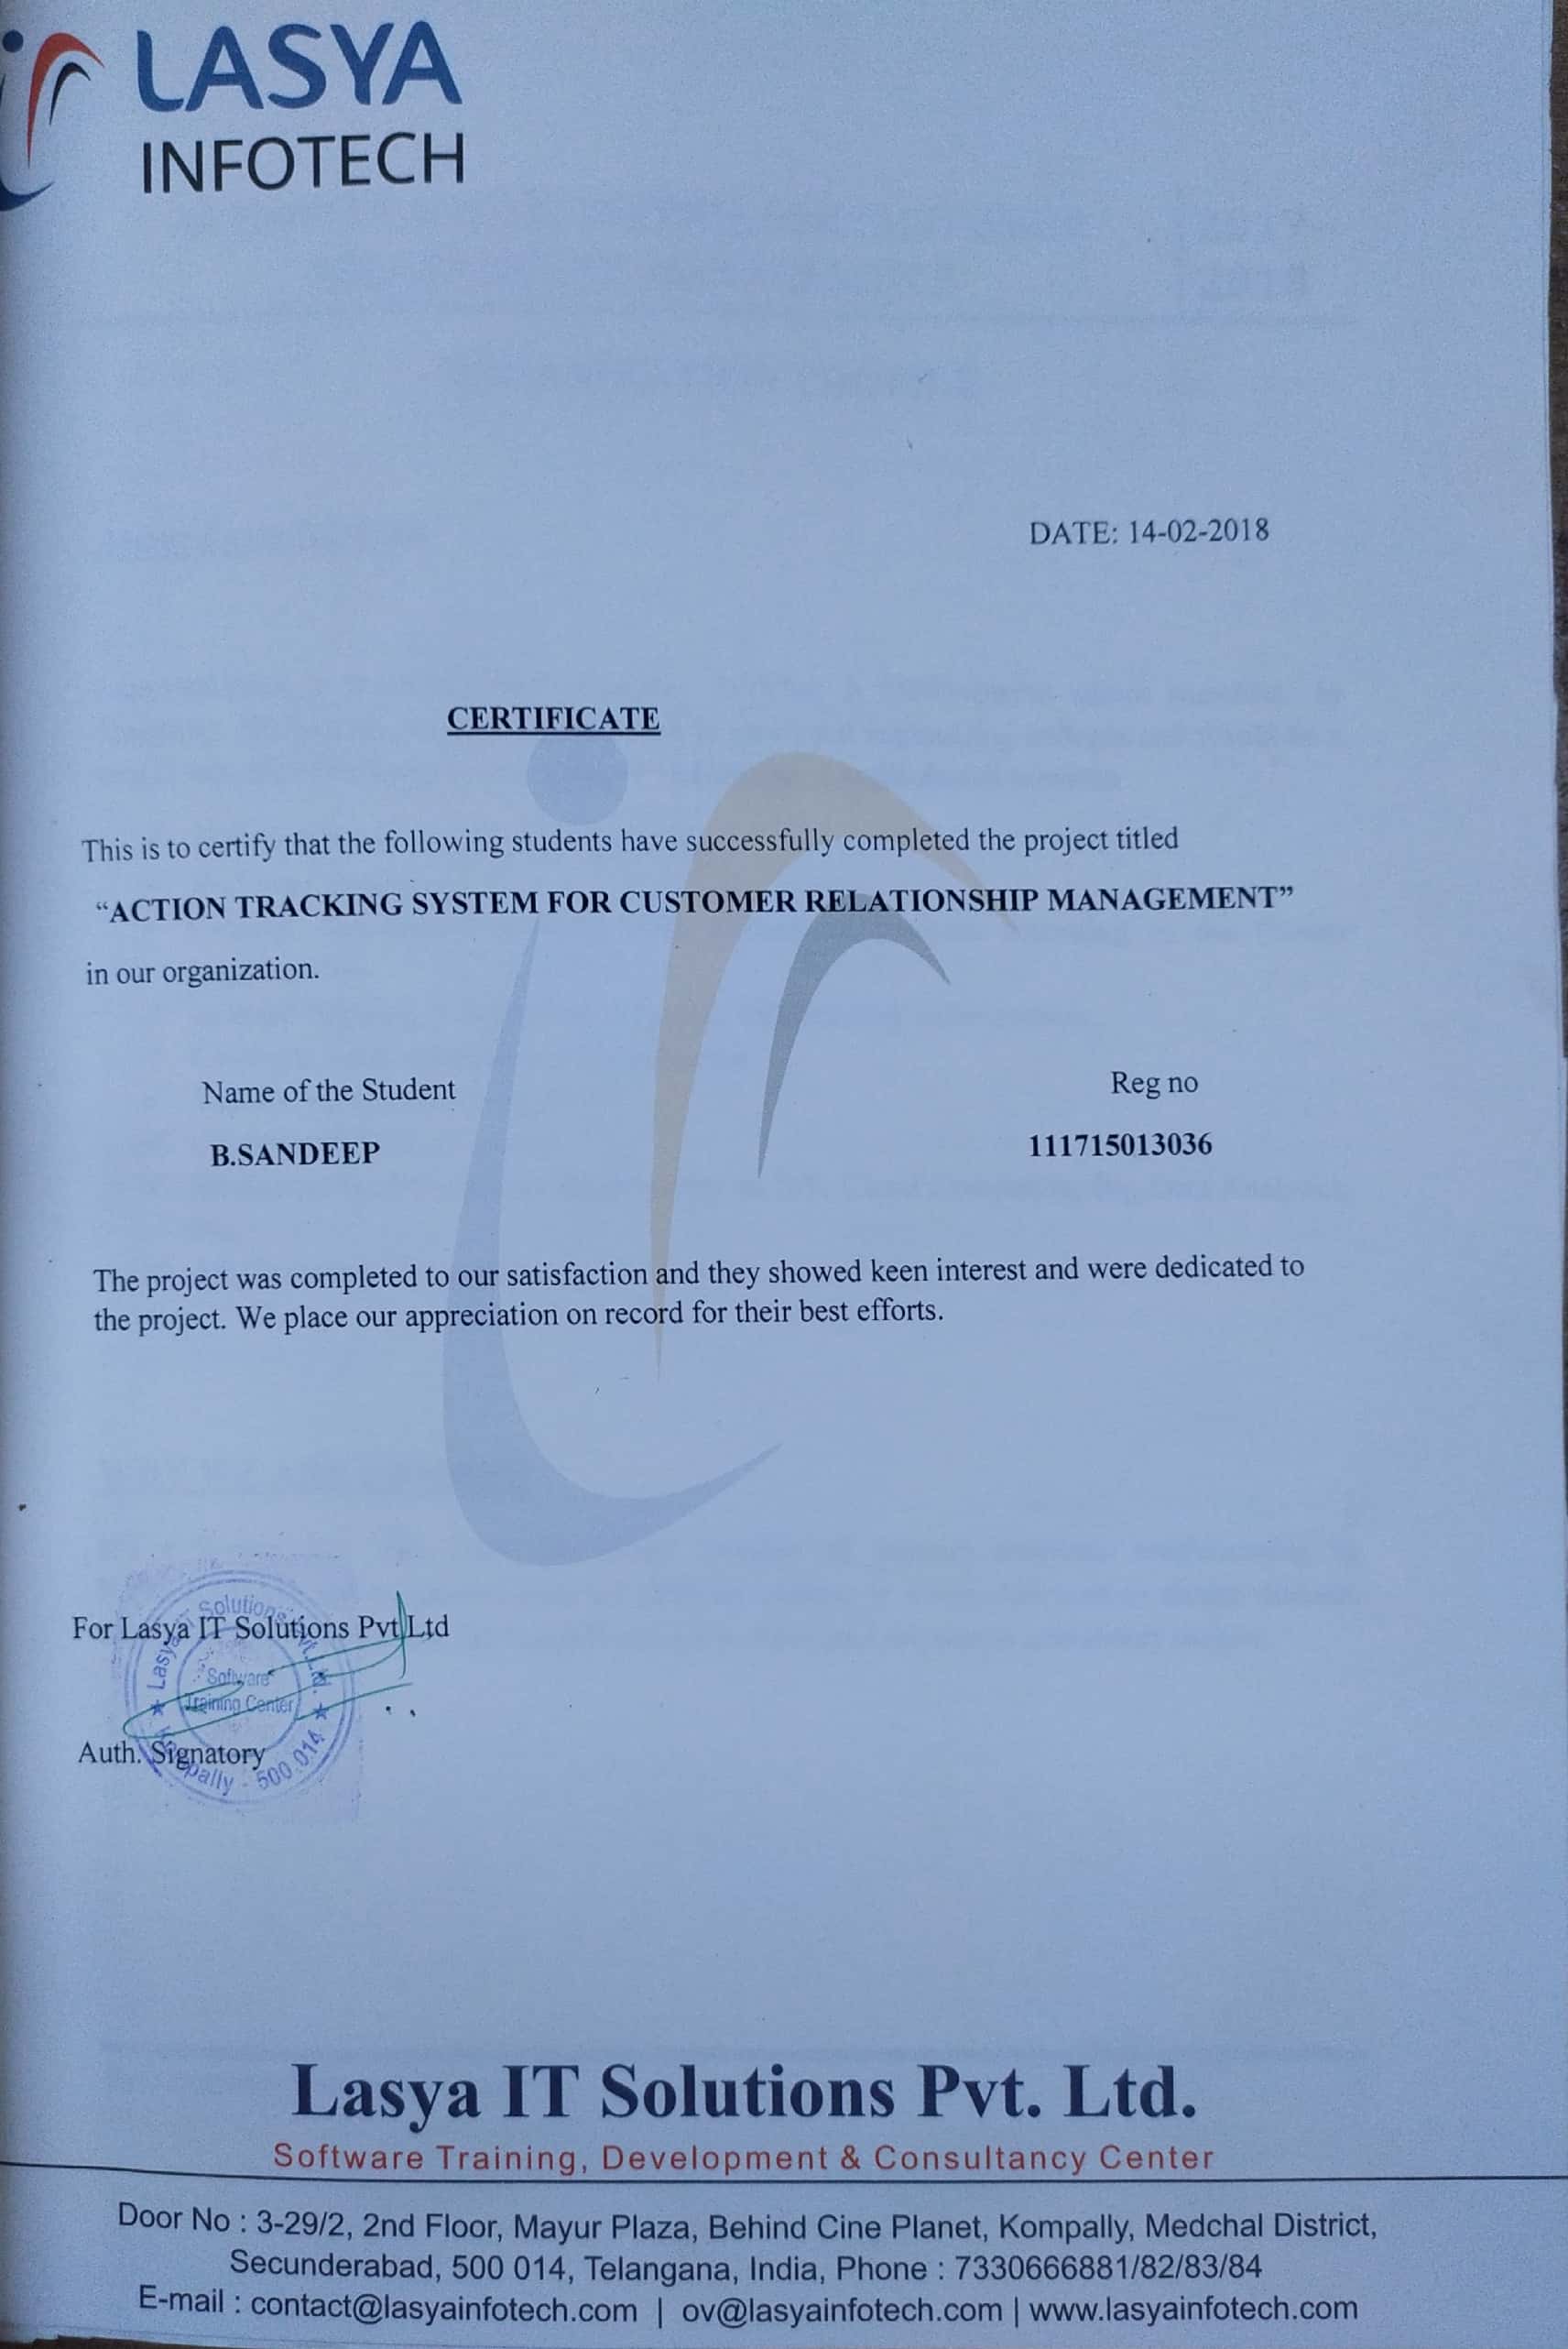 LASYA
INFOTECH
DATE: 14-02-2018
CERTIFICATE
This is to certify that the following students have successfully completed the project titled
“ACTION TRACKING SYSTEM FOR CUSTOMER RELATIONSHIP MANAGEMENT”
in our organization.
Name of the Student Reg no
B.SANDEEP 111715013036
The project was completed to our satisfaction and they showed keen interest and were dedicated to
the project. We place our appreciation on record for their best efforts.
For Lasya IT Solutions Pvt Ltd
Solutions
Software
Training Center
500 014
Auth. Signatory
Lasya IT Solutions Pvt. Ltd.
Software Training, Development & Consultancy Center
Door No : 3-29/2, 2nd Floor, Mayur Plaza, Behind Cine Planet, Kompally, Medchal District,
Secunderabad, 500 014, Telangana, India, Phone : 7330666881/82/83/84
E-mail : contact@lasyainfotech.com | ov@lasyainfotech.com | www.lasyainfotech.com